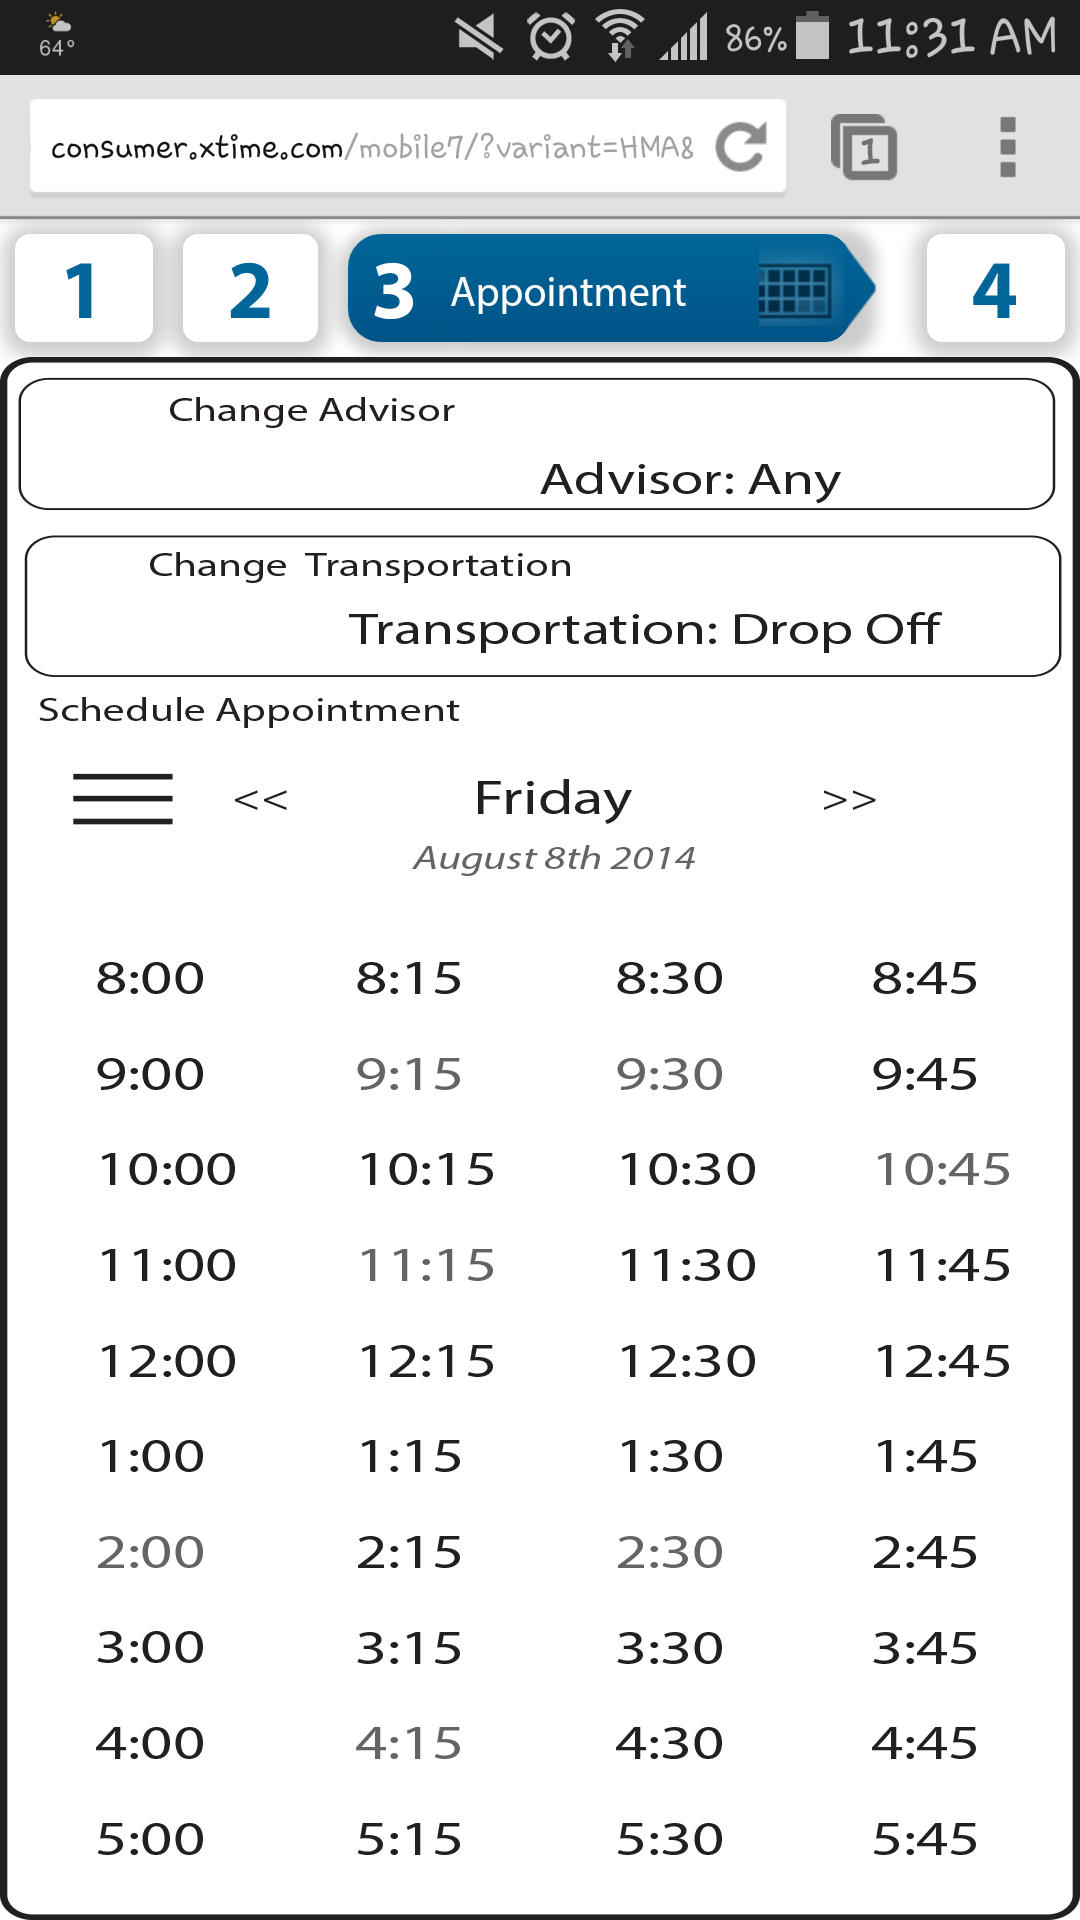 64°
86% 11:31 AM
consumer.xtime.com/mobile7/?variant=HMA&
1
1 2 3 Appointment 4
Change Advisor
Advisor: Any
Change Transportation
Transportation: Drop Off
Schedule Appointment
<< Friday >>
August 8th 2014
8:00 8:15 8:30 8:45
9:00 9:15 9:30 9:45
10:00 10:15 10:30 10:45
11:00 11:15 11:30 11:45
12:00 12:15 12:30 12:45
1:00 1:15 1:30 1:45
2:00 2:15 2:30 2:45
3:00 3:15 3:30 3:45
4:00 4:15 4:30 4:45
5:00 5:15 5:30 5:45